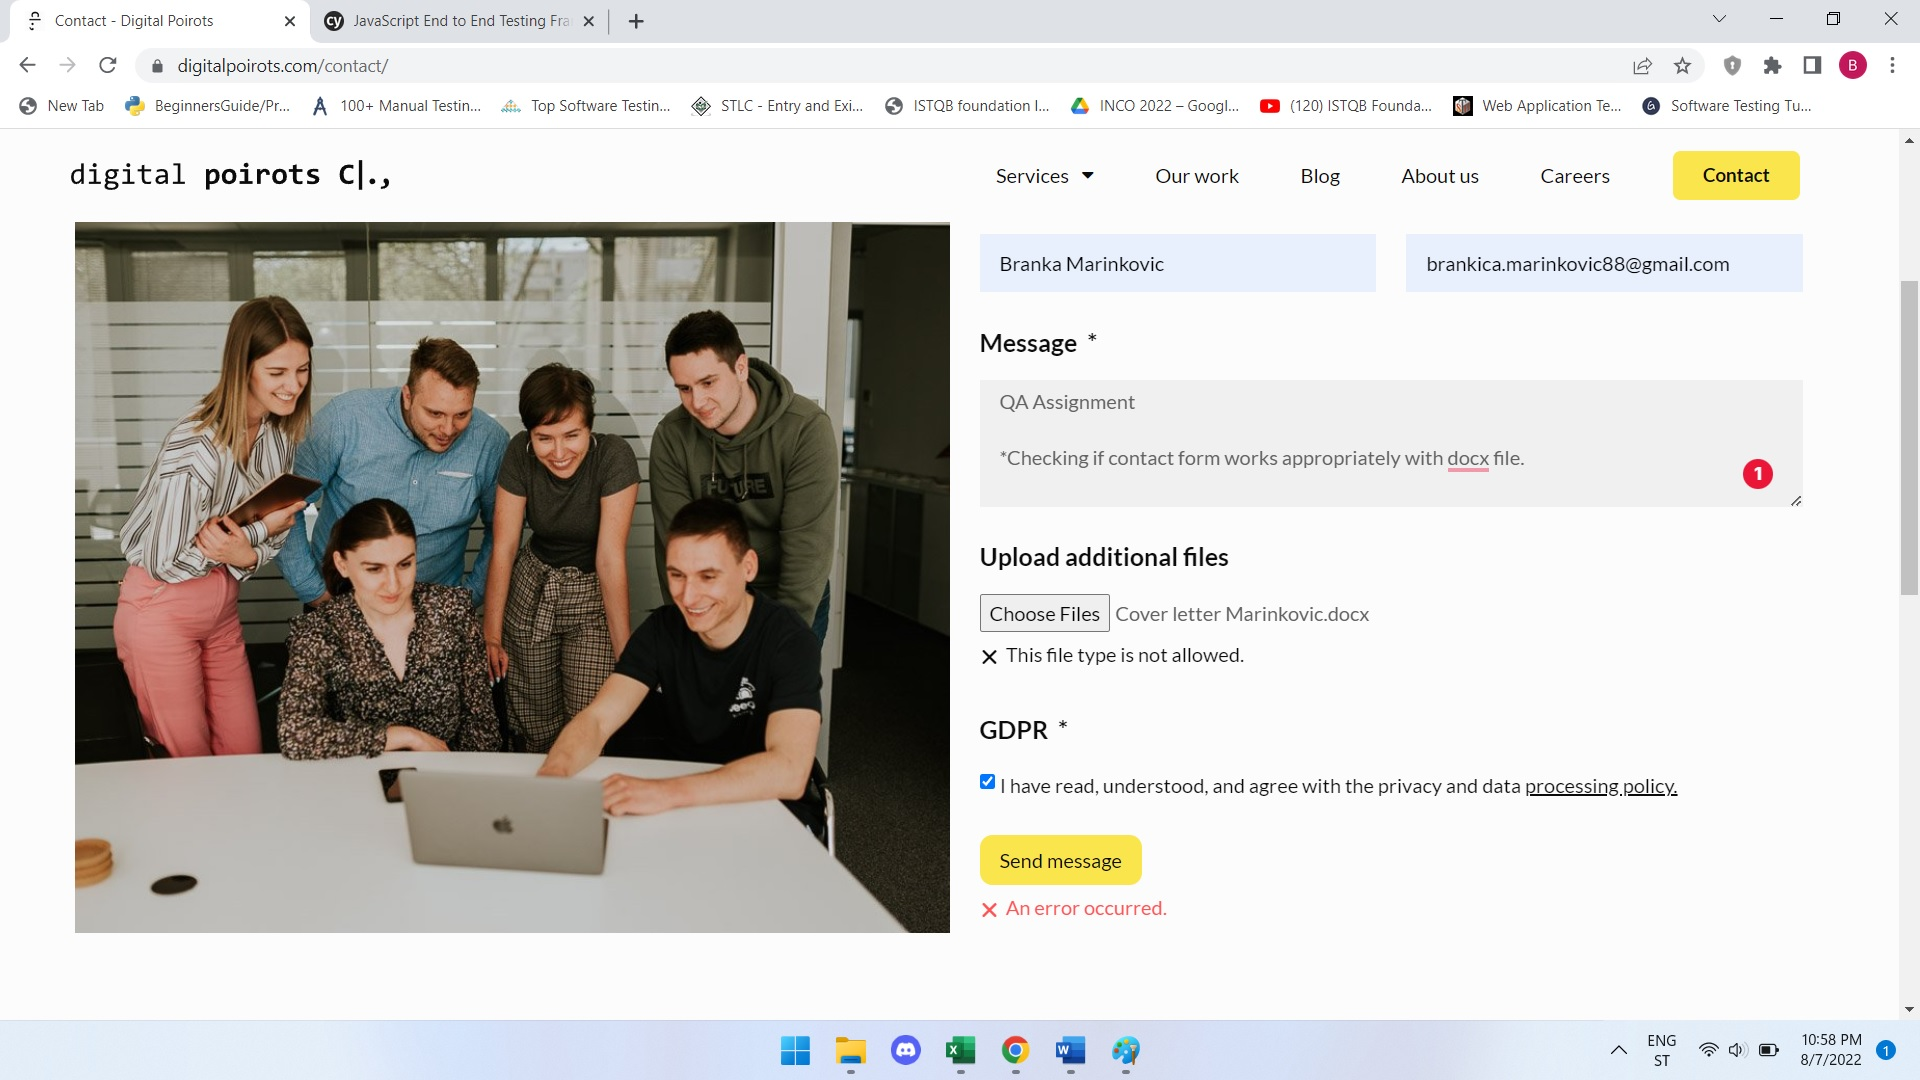 Contact - Digital Poirots
JavaScript End to End Testing Fra
digitalpoirots.com/contact/
B
New Tab
BeginnersGuide/Pr...
100+ Manual Testin...
Top Software Testin...
STLC - Entry and Exi...
ISTQB foundation l...
INCO 2022 – Googl...
(120) ISTQB Founda...
Web Application Te...
Software Testing Tu...
digital poirots C|.,
Services
Our work
Blog
About us
Careers
Contact
Branka Marinkovic
brankica.marinkovic88@gmail.com
Message *
QA Assignment
*Checking if contact form works appropriately with docx file.
1
Upload additional files
Choose Files Cover letter Marinkovic.docx
This file type is not allowed.
GDPR *
I have read, understood, and agree with the privacy and data processing policy.
Send message
An error occurred.
FUTURE
ENG
ST
10:58 PM
8/7/2022
1